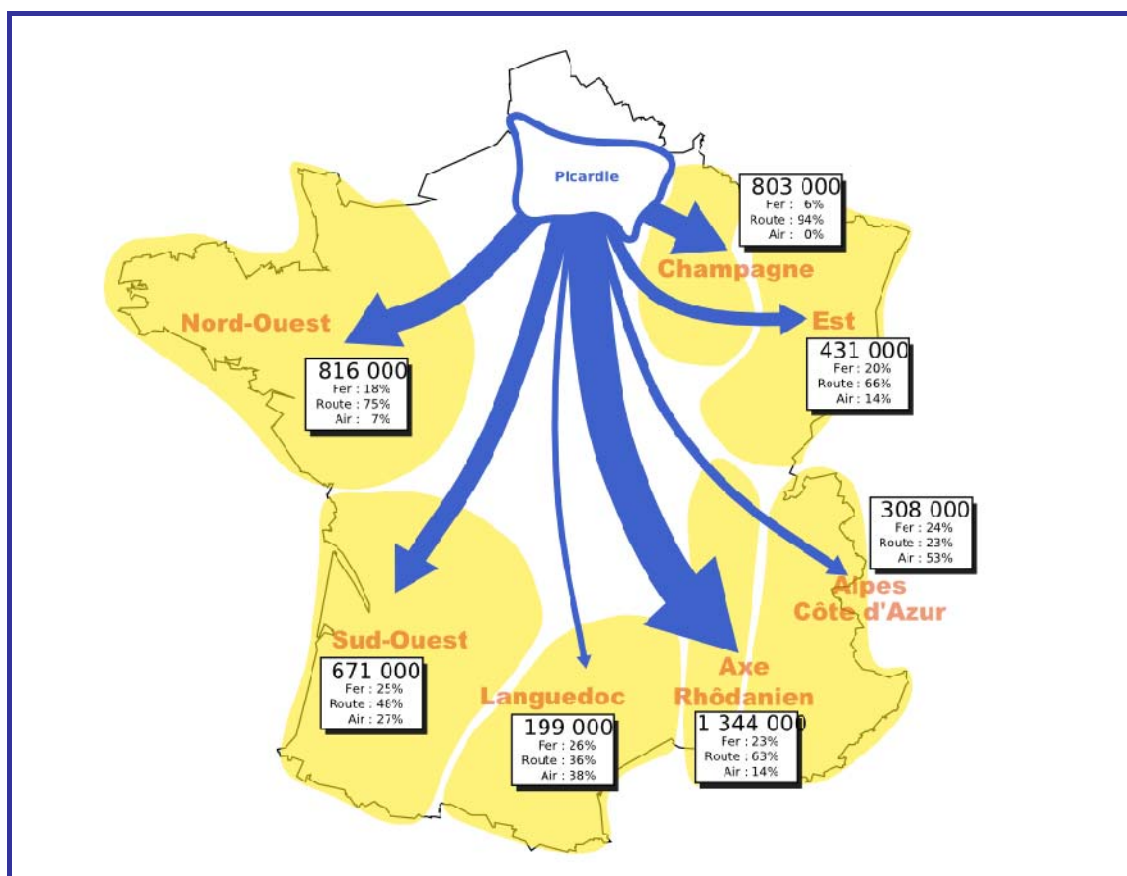 Picardie
803 000
Fer : 6%
Route : 94%
Air : 0%
Champagne
Nord-Ouest
816 000
Fer : 18%
Route : 75%
Air : 7%
Est
431 000
Fer : 20%
Route : 66%
Air : 14%
308 000
Fer : 24%
Route : 23%
Air : 53%
Alpes
Côte d'Azur
Sud-Ouest
671 000
Fer : 25%
Route : 48%
Air : 27%
Languedoc
199 000
Fer : 26%
Route : 36%
Air : 38%
Axe
Rhôdanien
1 344 000
Fer : 23%
Route : 63%
Air : 14%